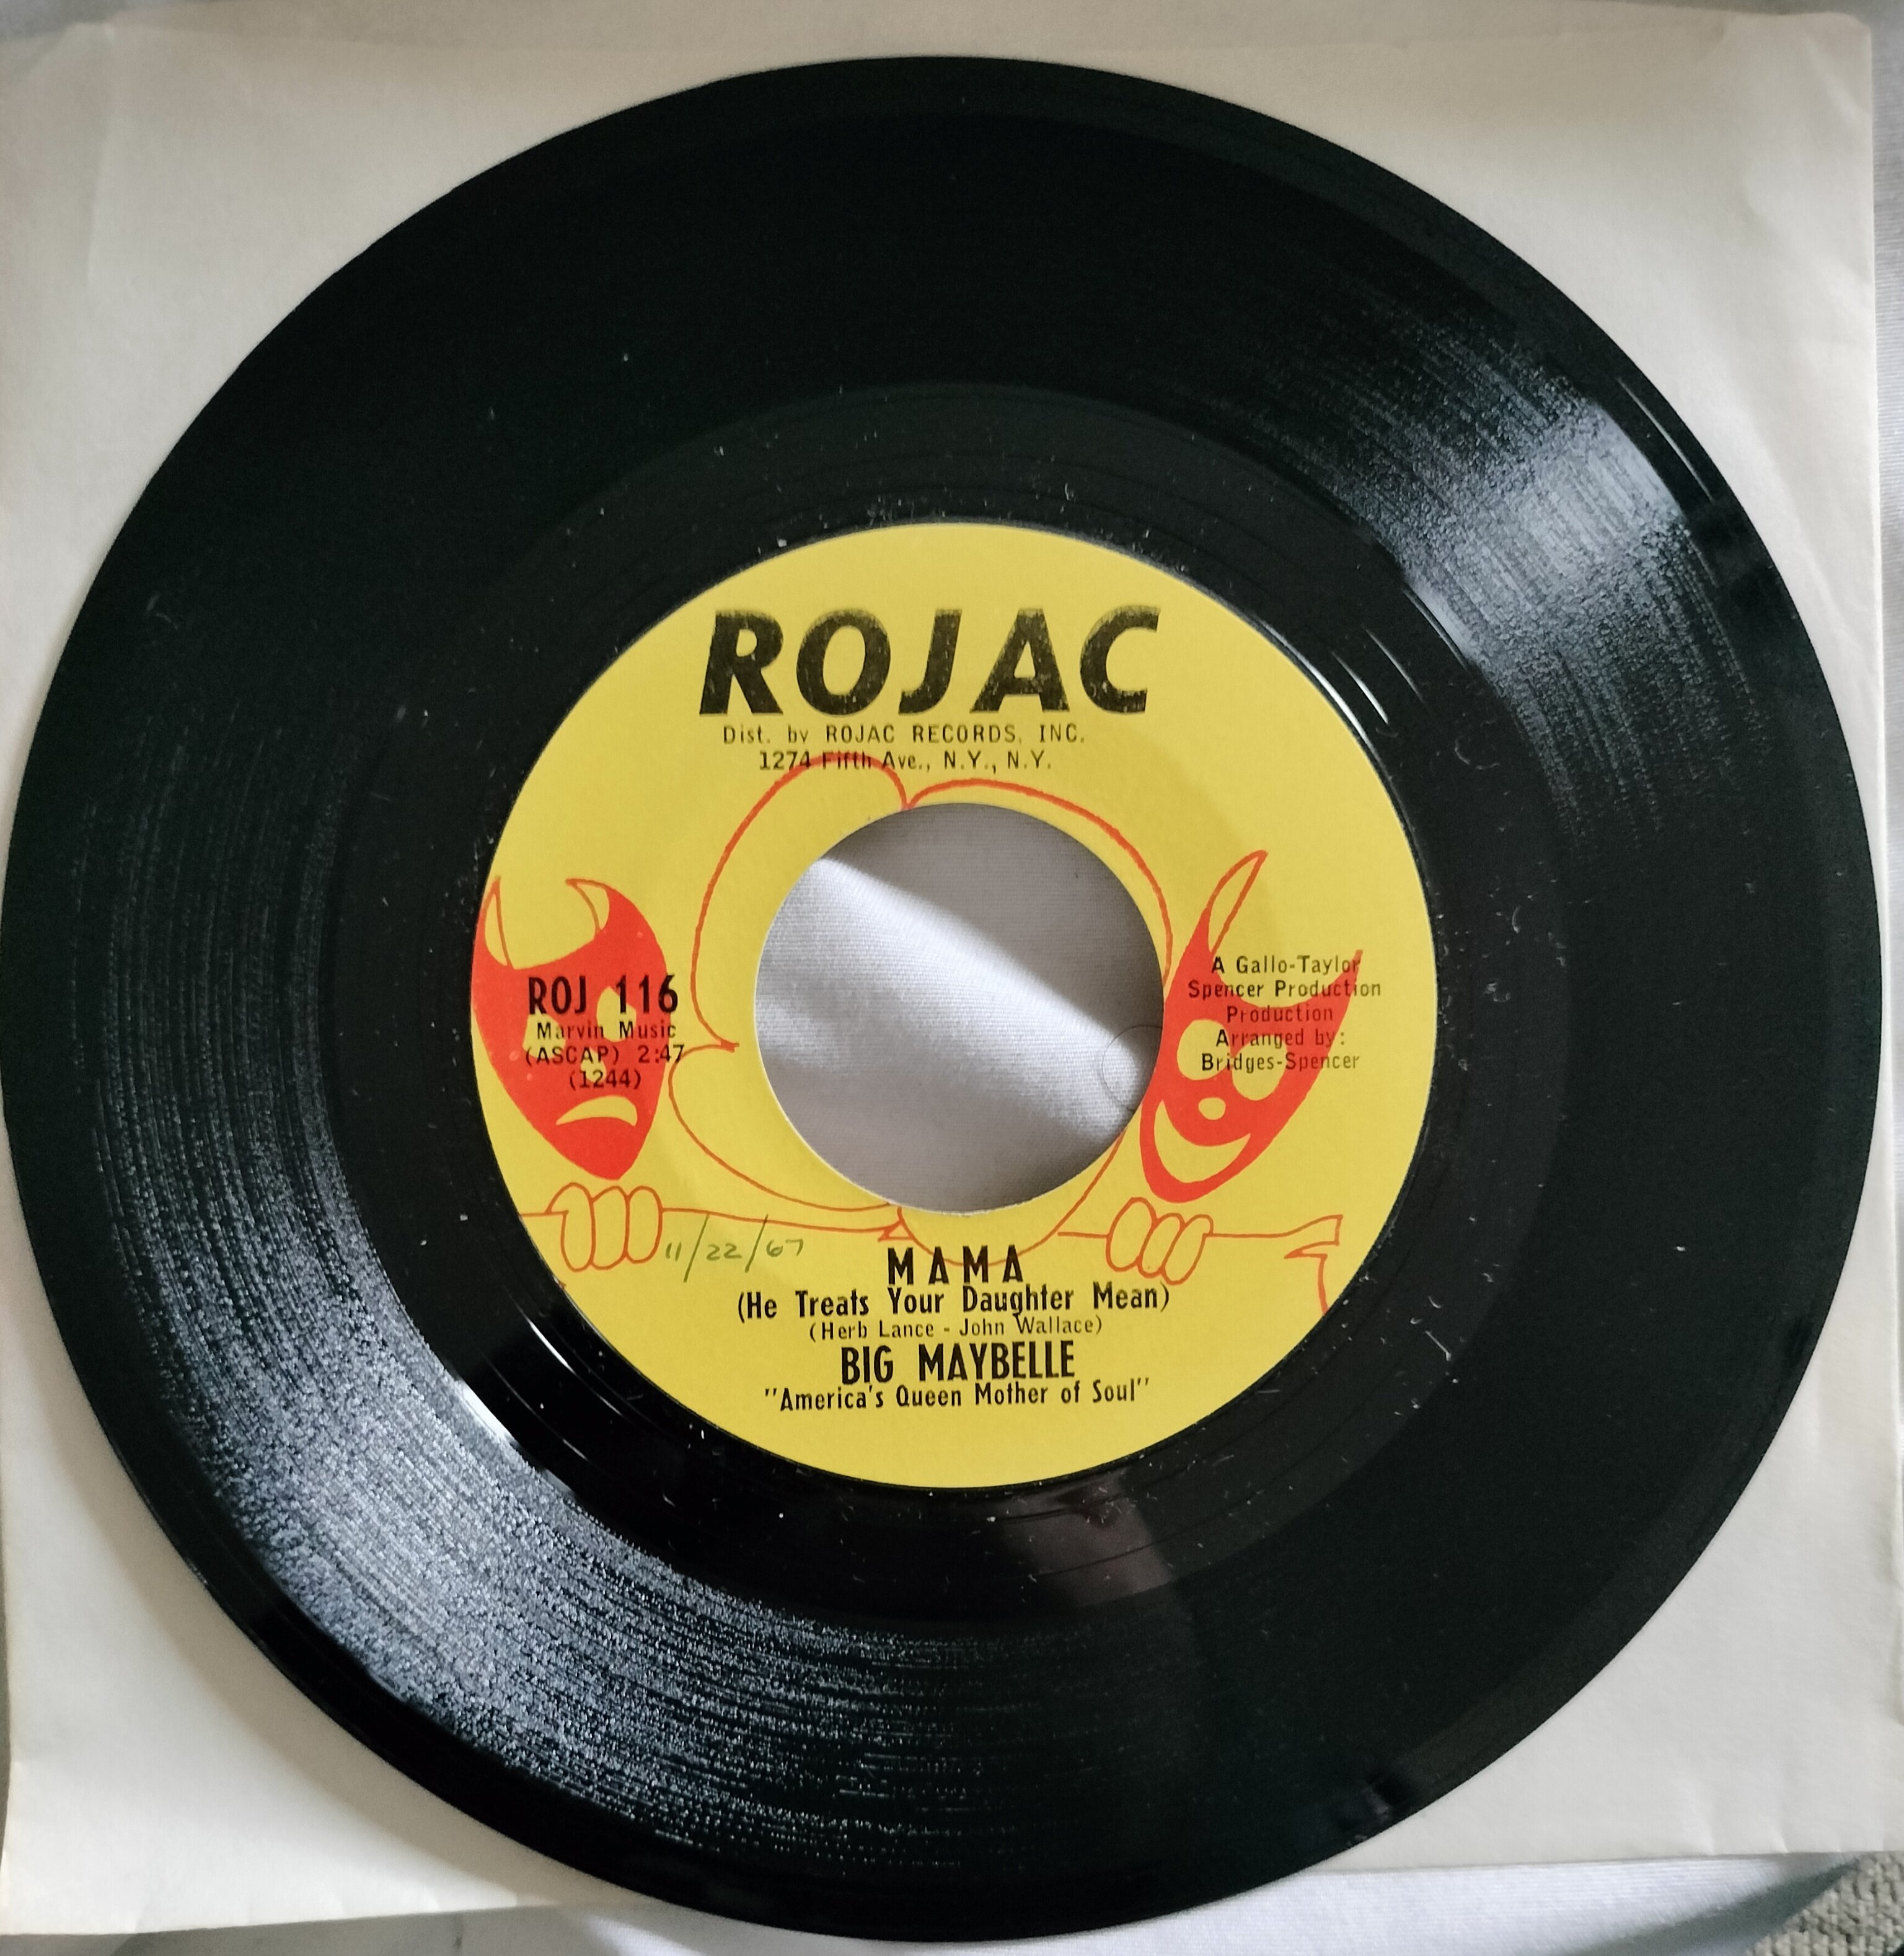 ROJAC
Dist. by ROJAC RECORDS, INC.
1274 Fifth Ave., N.Y., N.Y.
ROJ 116
Marvin Music
(ASCAP) 2:47
(1244)
A Gallo-Taylor
Spencer Production
Production
Arranged by:
Bridges-Spencer
11/22/67
MAMA
(He Treats Your Daughter Mean)
(Herb Lance - John Wallace)
BIG MAYBELLE
"America's Queen Mother of Soul"